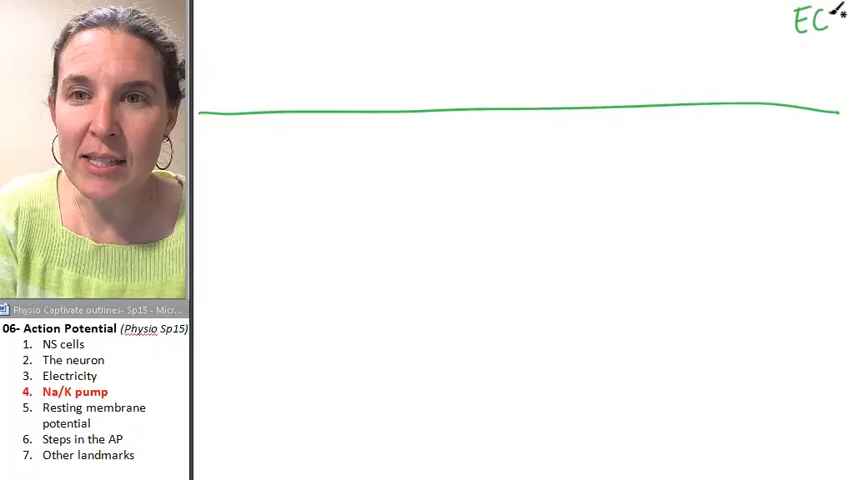 EC
Physio Captivate outlines- Sp15 - Micr...
06- Action Potential (Physio Sp15)
1. NS cells
2. The neuron
3. Electricity
4. Na/K pump
5. Resting membrane
potential
6. Steps in the AP
7. Other landmarks